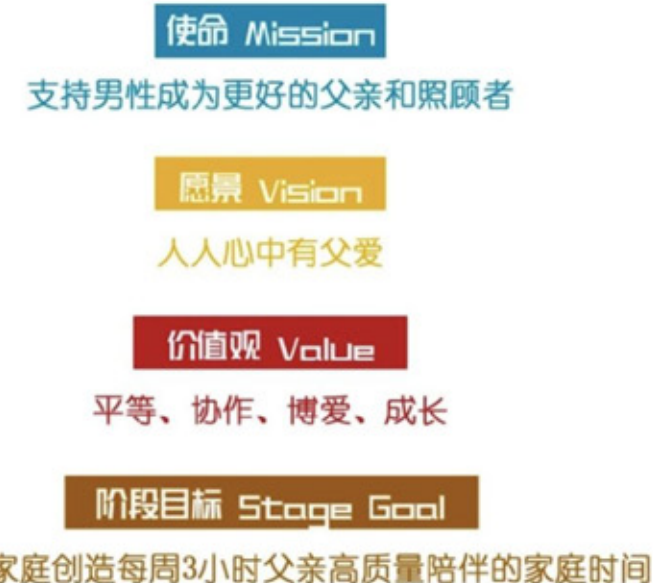 使命 Mission
支持男性成为更好的父亲和照顾者
愿景 Vision
人人心中有父爱
价值观 Value
平等、协作、博爱、成长
阶段目标 Stage Goal
家庭创造每周3小时父亲高质量陪伴的家庭时间